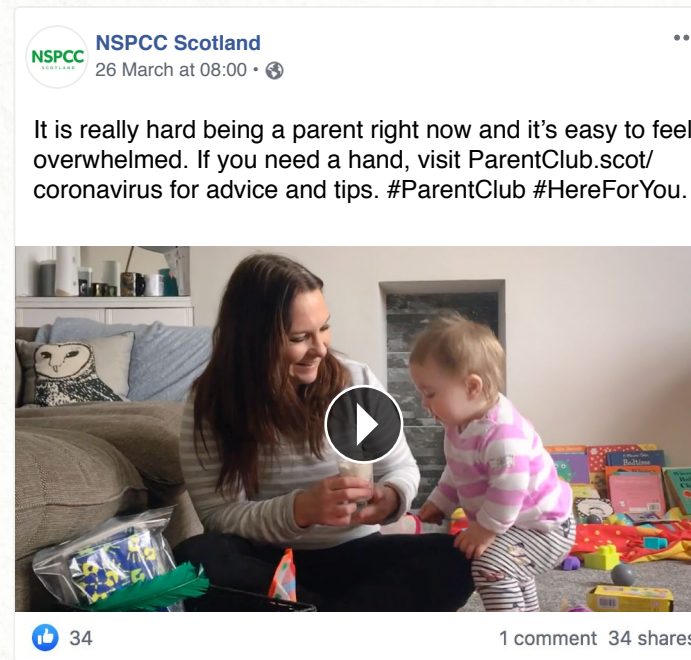 NSPCC
SCOTLAND
NSPCC Scotland
26 March at 08:00 •
It is really hard being a parent right now and it’s easy to feel
overwhelmed. If you need a hand, visit ParentClub.scot/
coronavirus for advice and tips. #ParentClub #HereForYou.
Bedtime
34
1 comment 34 shares